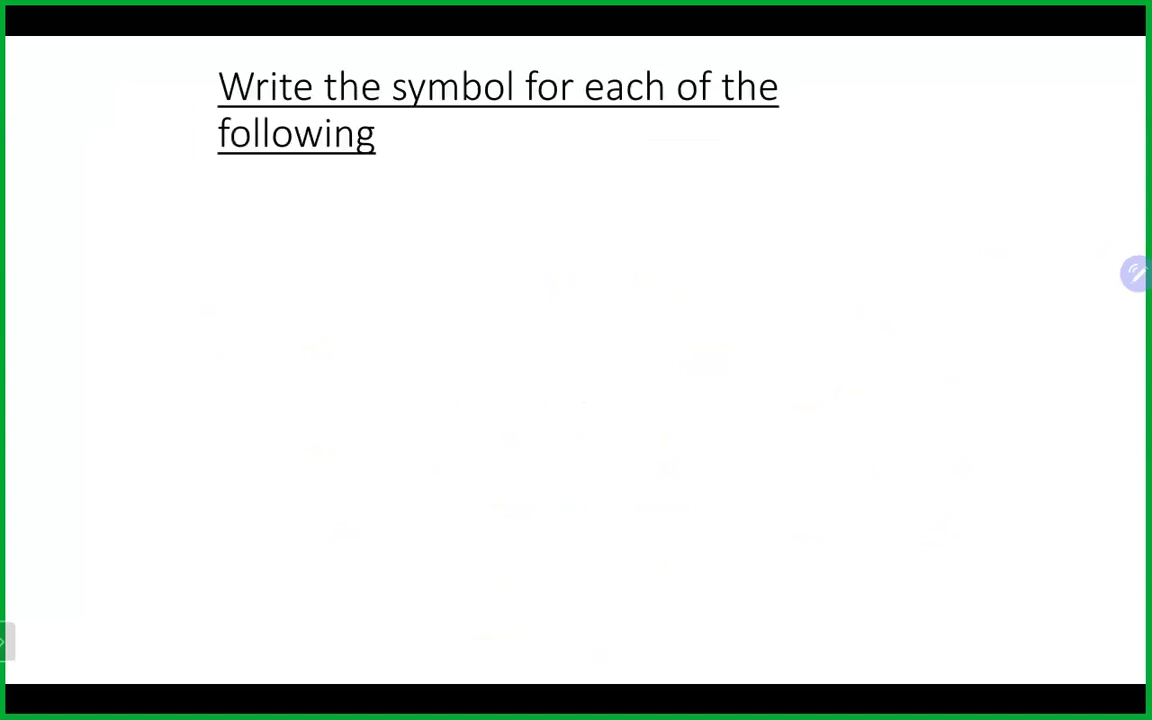 Write the symbol for each of the
following